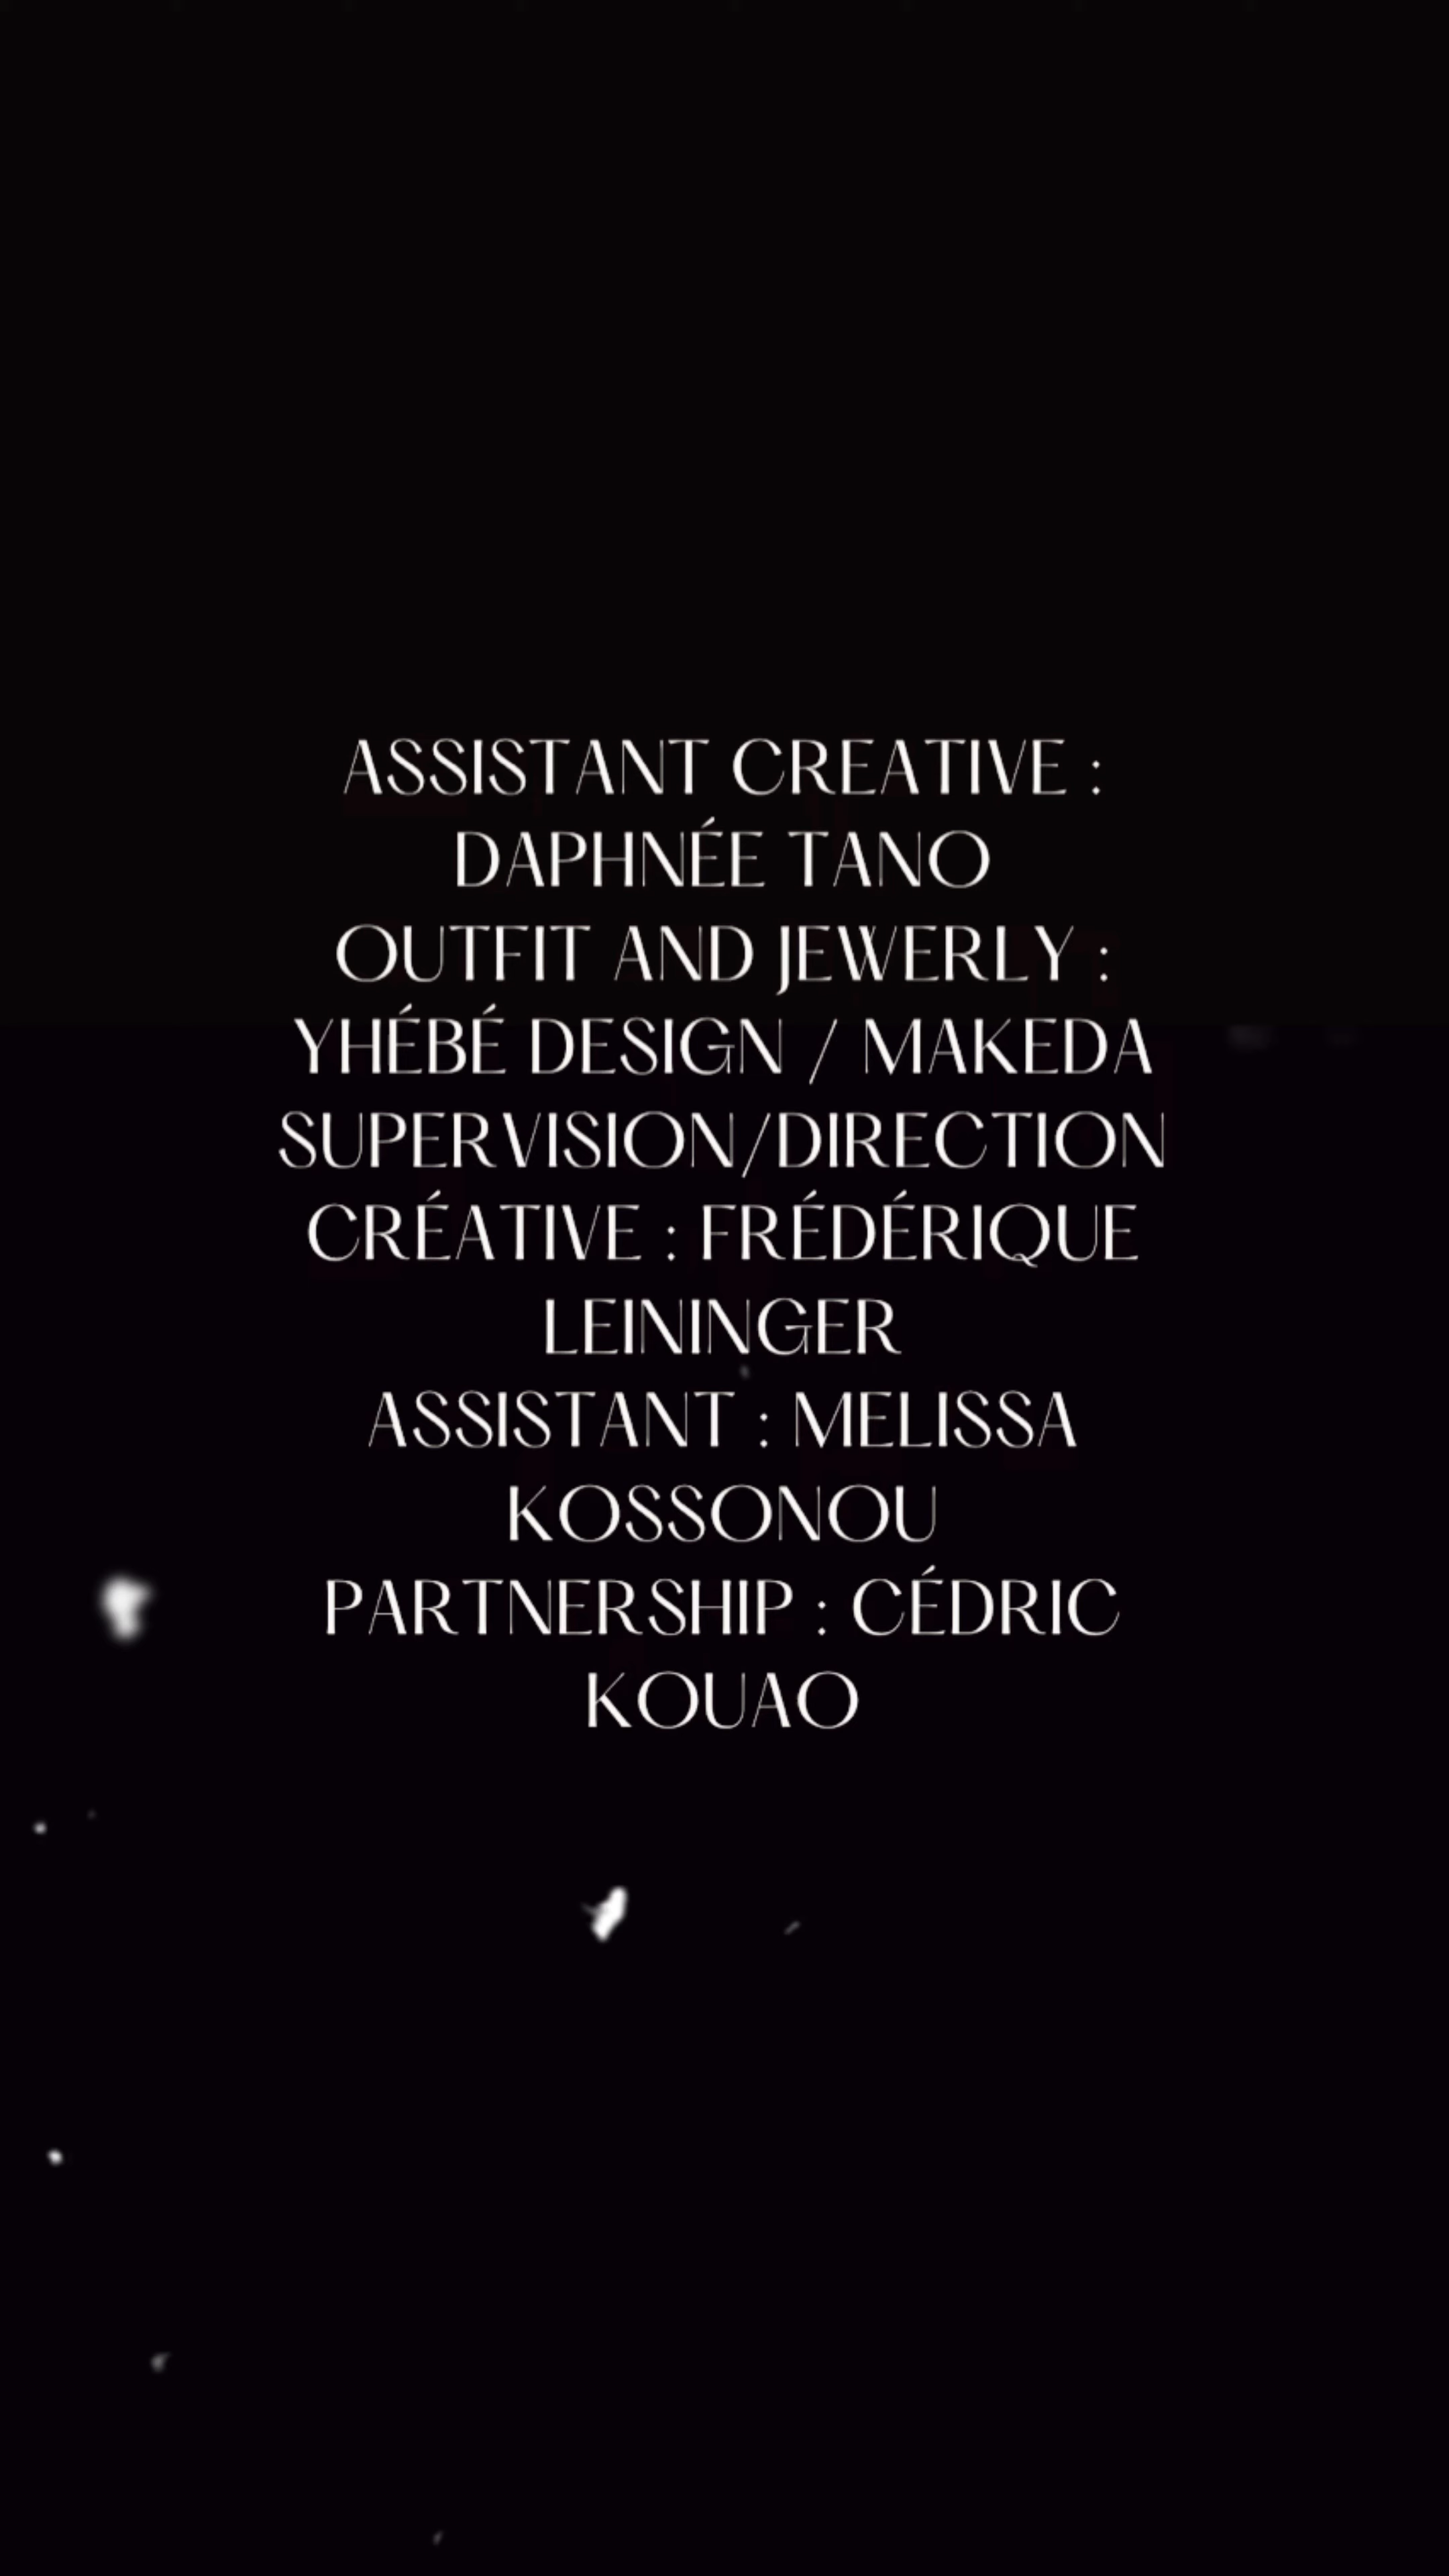 ASSISTANT CREATIVE :
DAPHNÉE TANO
OUTFIT AND JEWERLY :
YHÉBÉ DESIGN / MAKEDA
SUPERVISION/DIRECTION
CRÉATIVE : FRÉDÉRIQUE
LEININGER
ASSISTANT : MELISSA
KOSSONOU
PARTNERSHIP : CÉDRIC
KOUAO